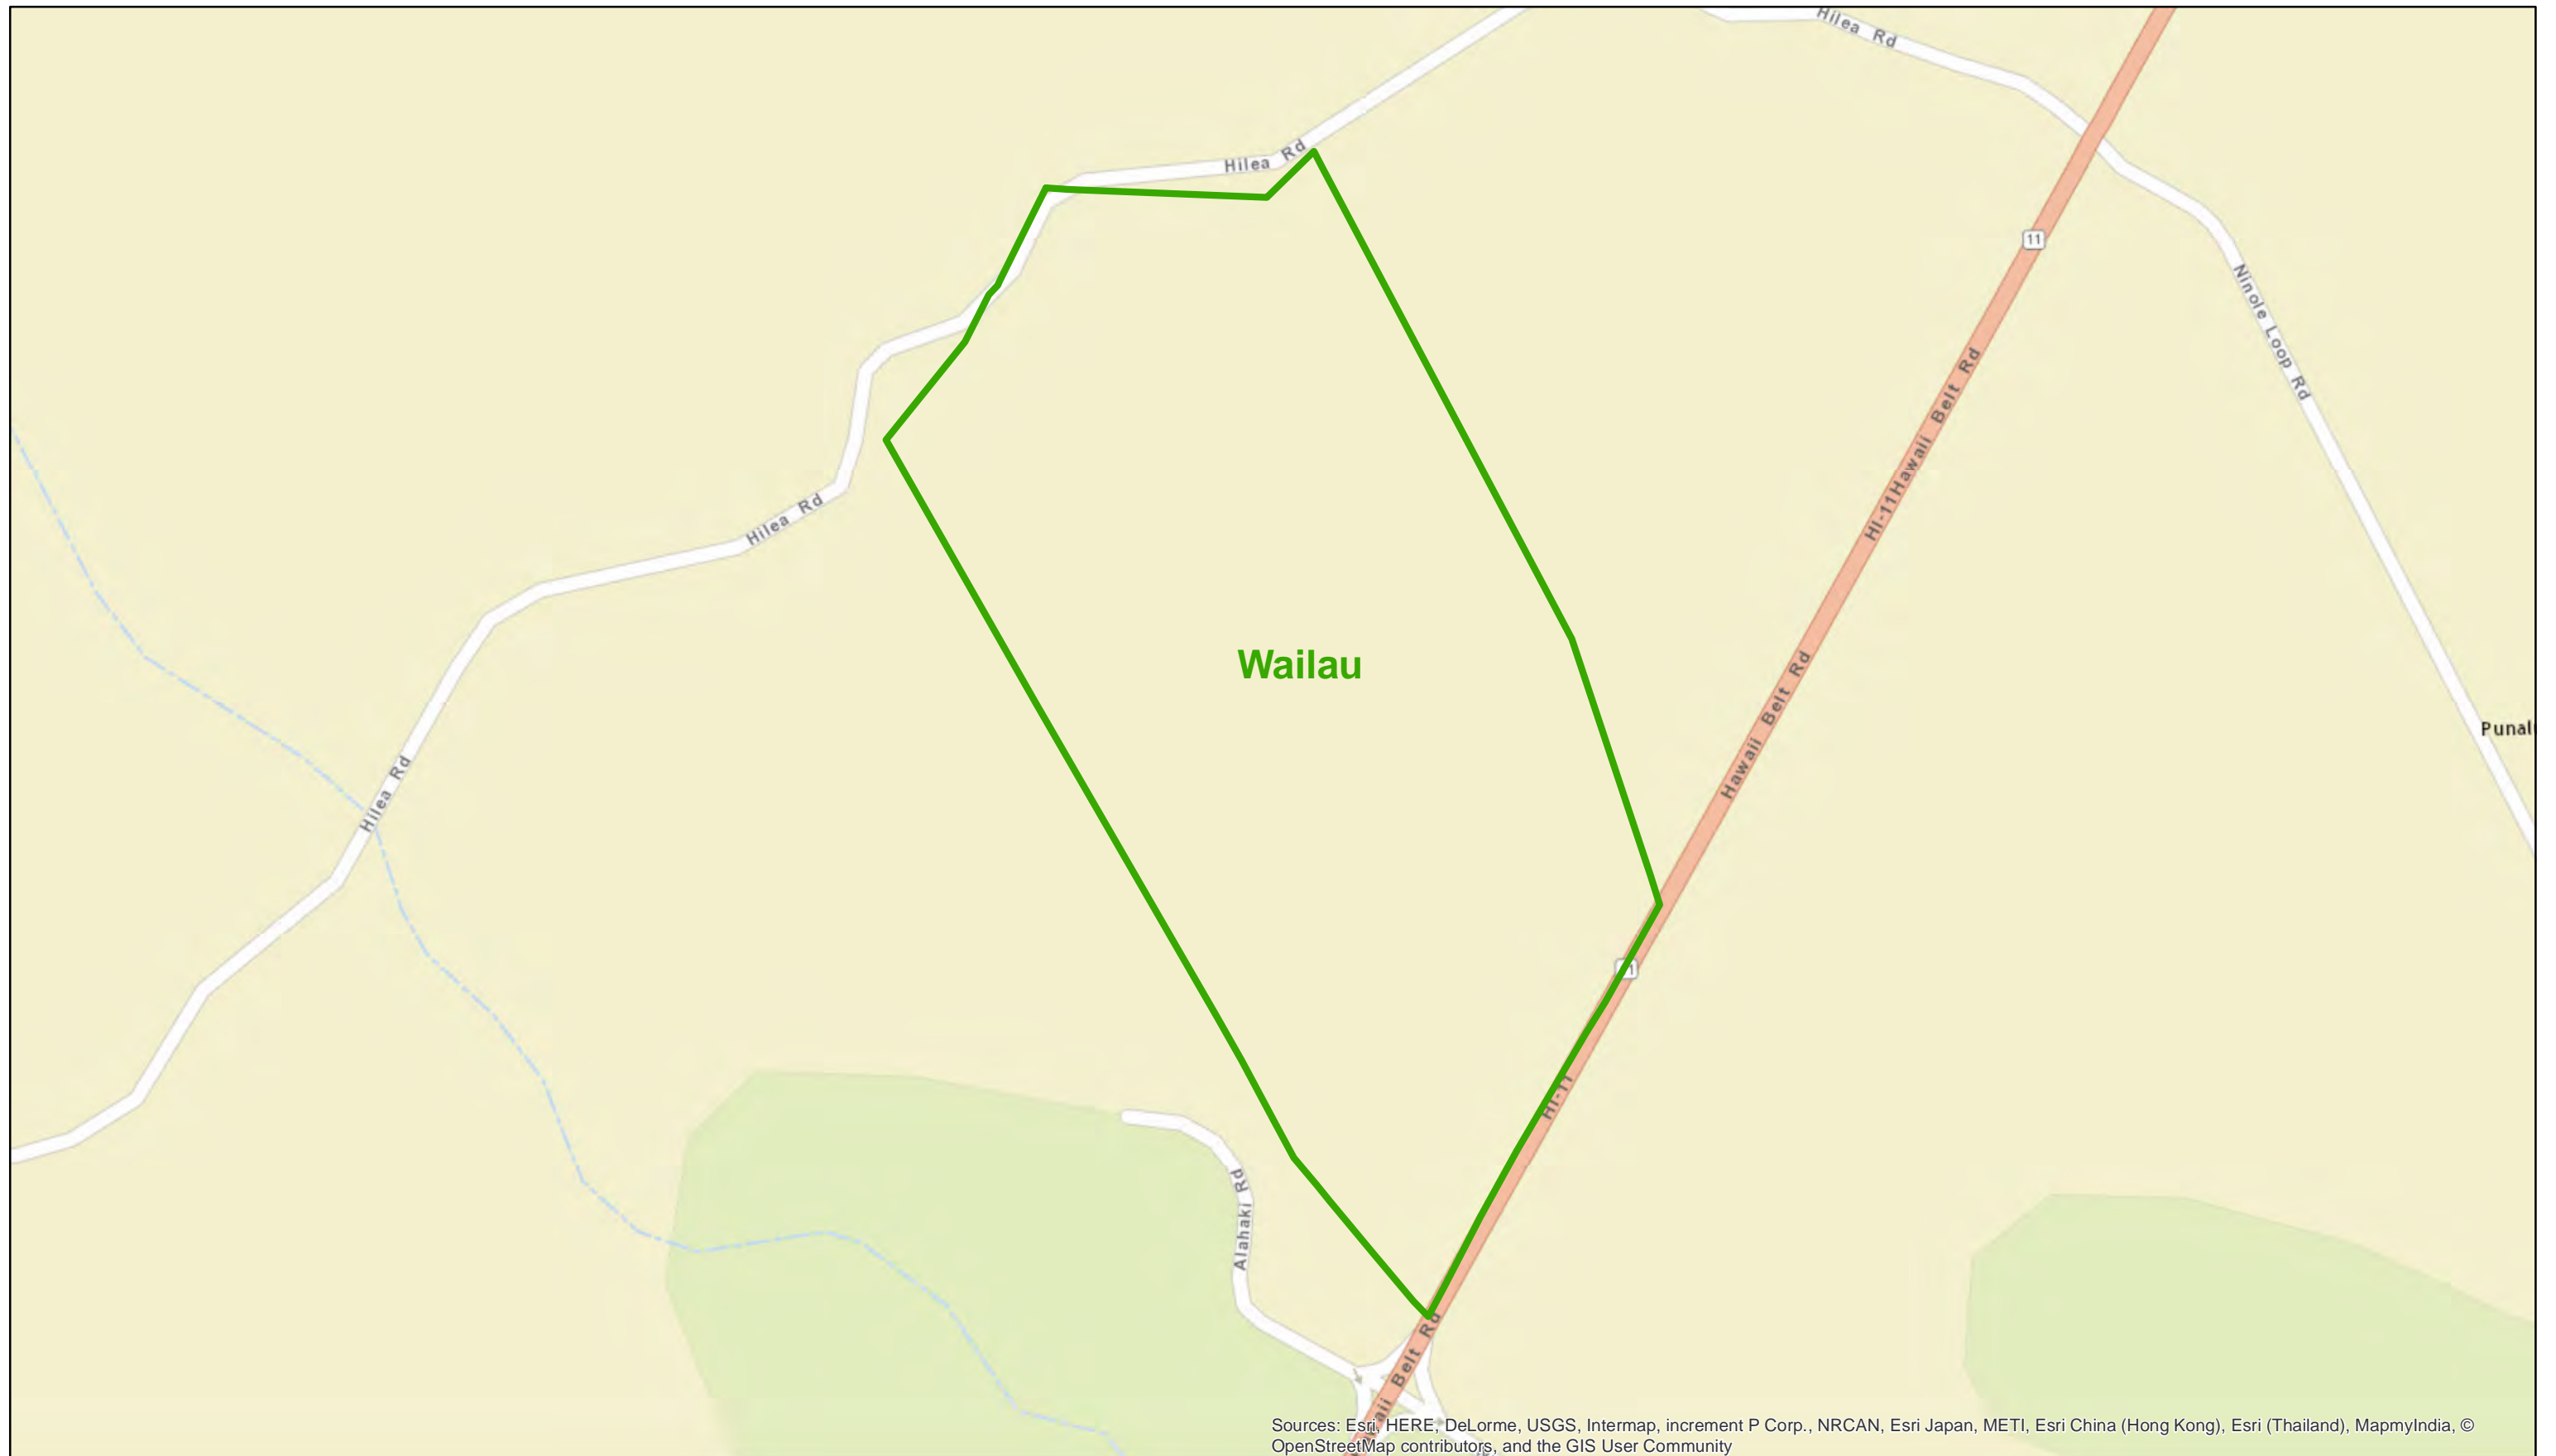 Hilea Rd
Hilea Rd
11
Ninole Loop Rd
HI-11 Hawaii Belt Rd
Hilea Rd
Wailau
Hawaii Belt Rd
Punal
Hilea Rd
HI-11
Alahaki Rd
Belt Rd
Sources: Esri, HERE, DeLorme, USGS, Intermap, increment P Corp., NRCAN, Esri Japan, METI, Esri China (Hong Kong), Esri (Thailand), MapmyIndia, ©
OpenStreetMap contributors, and the GIS User Community